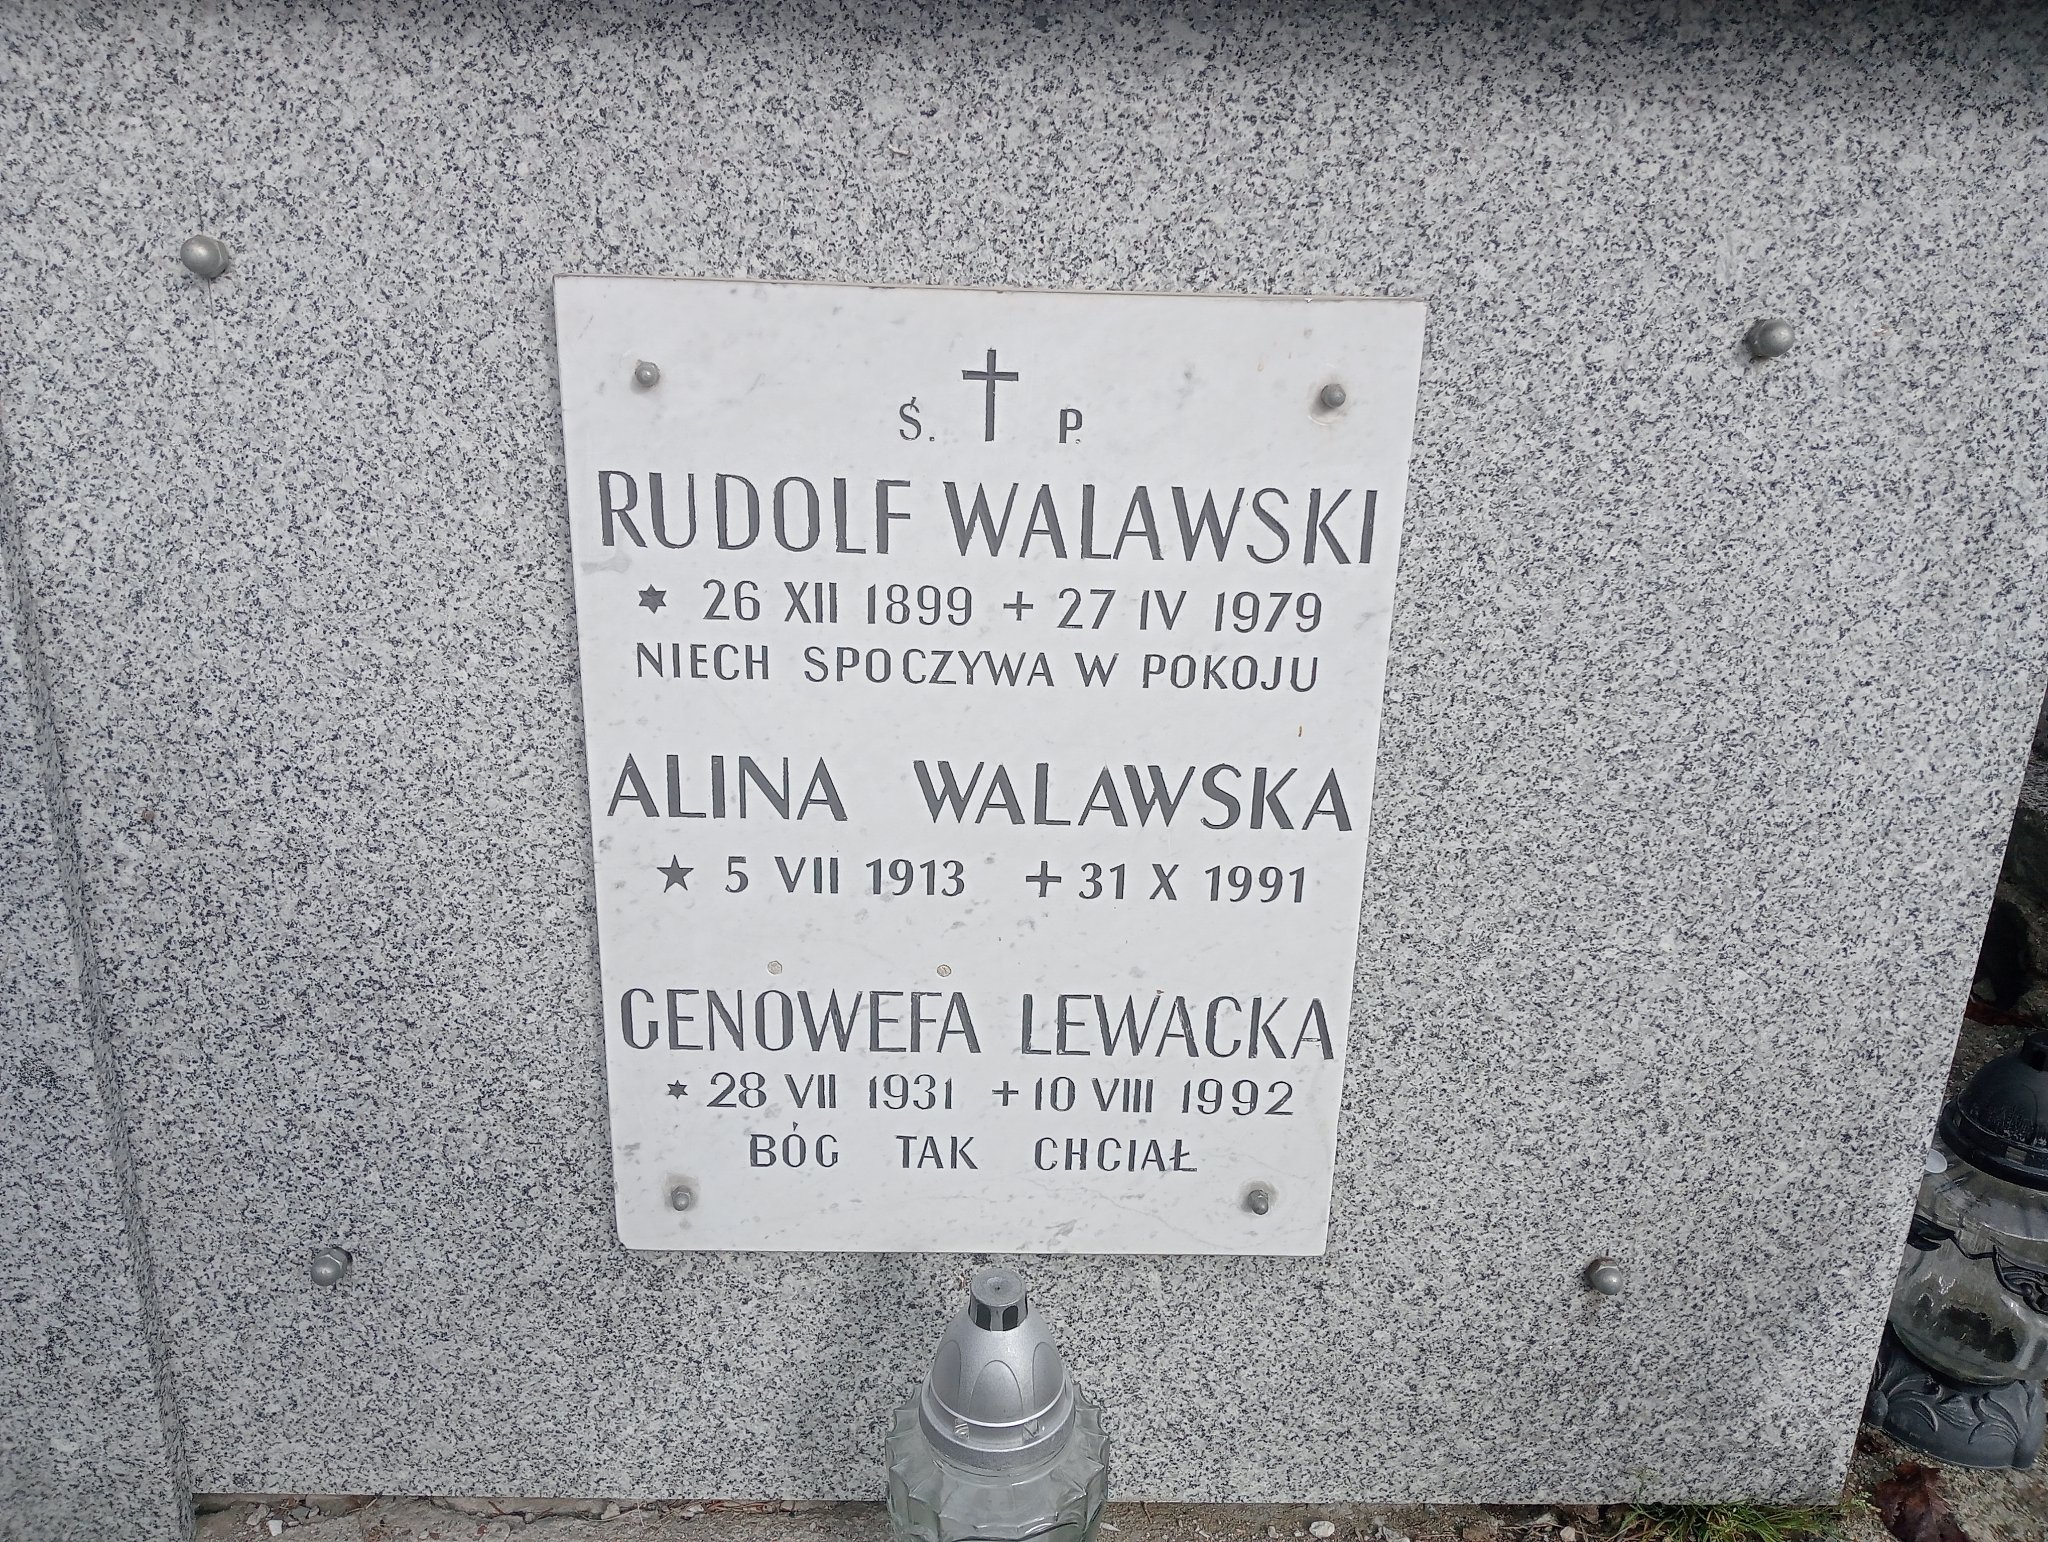 Ś. P.
RUDOLF WALAWSKI
✶ 26 XII 1899 + 27 IV 1979
NIECH SPOCZYWA W POKOJU
ALINA WALAWSKA
★ 5 VII 1913 + 31 X 1991
GENOWEFA LEWACKA
✶ 28 VII 1931 + 10 VIII 1992
BÓG TAK CHCIAŁ